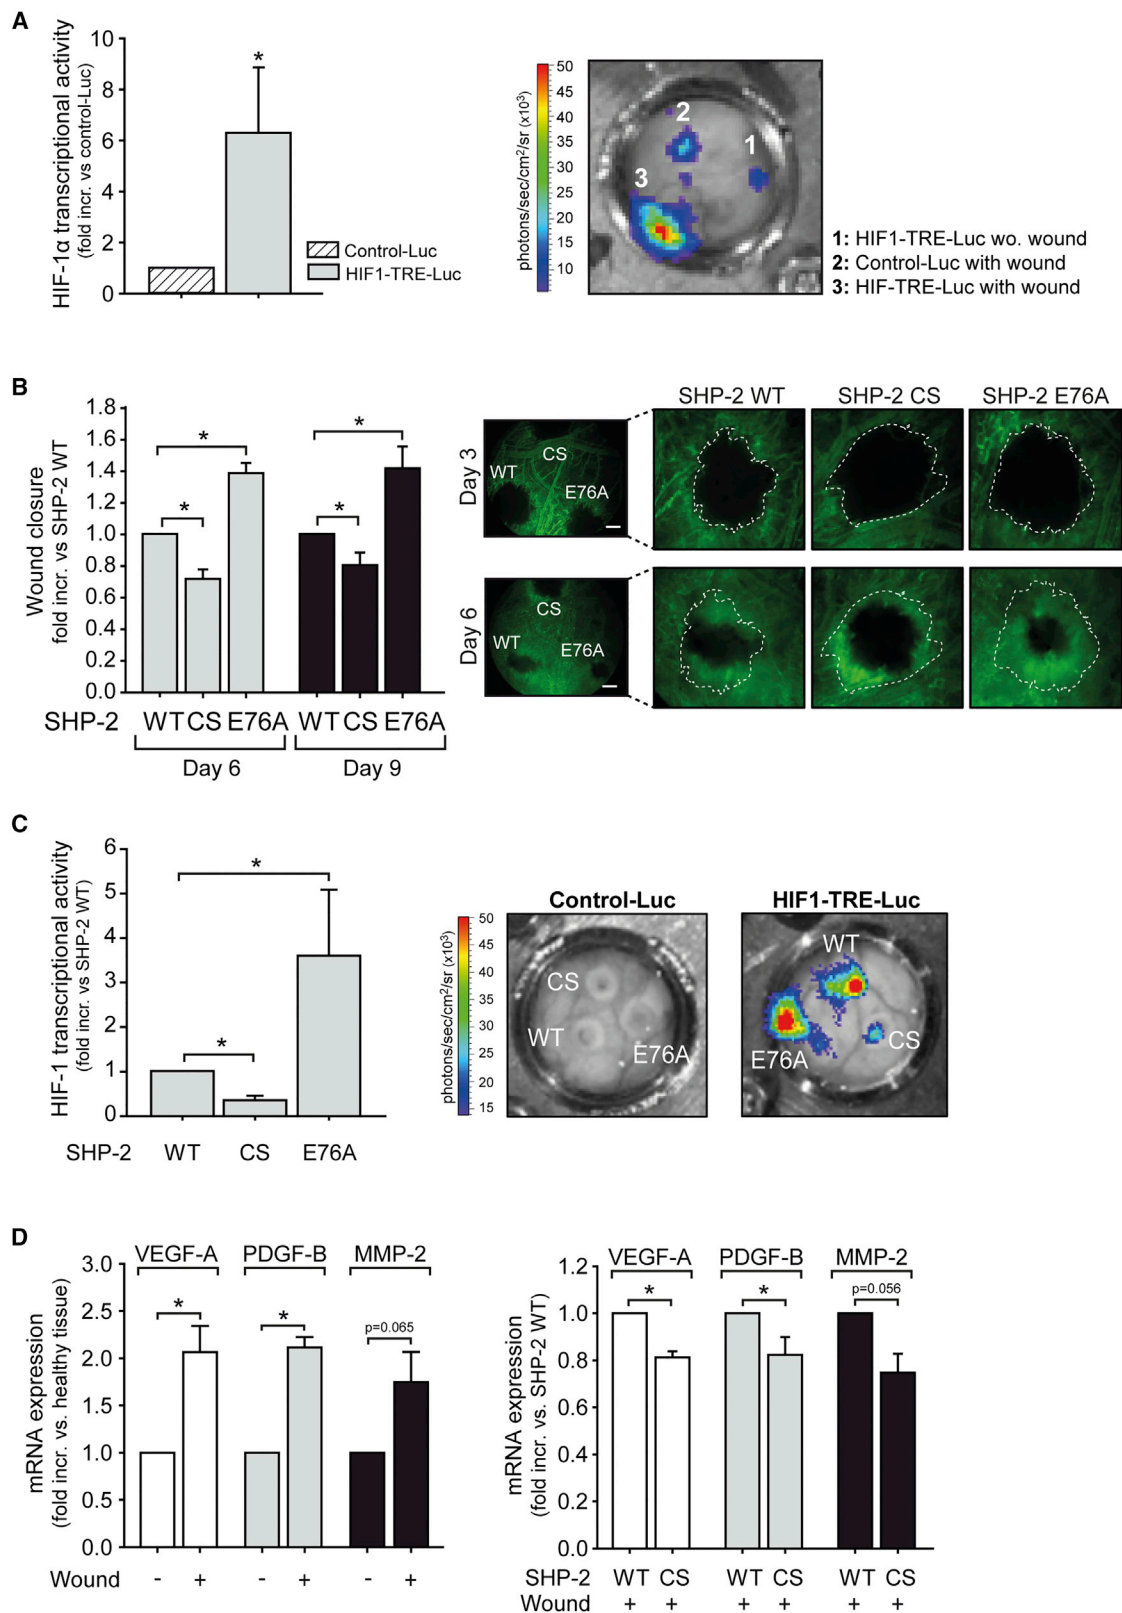 A
HIF-1α transcriptional activity
(fold incr. vs control-Luc)
10
8
6
4
2
0
*
Control-Luc
HIF1-TRE-Luc
photons/sec/cm²/sr (x10³)
50
45
40
35
30
25
20
15
10
2
1
3
1: HIF1-TRE-Luc wo. wound
2: Control-Luc with wound
3: HIF-TRE-Luc with wound
B
Wound closure
fold incr. vs SHP-2 WT
1.8
1.6
1.4
1.2
1.0
0.8
0.6
0.4
0.2
0.0
*
*
*
*
SHP-2 WT CS E76A WT CS E76A
Day 6 Day 9
SHP-2 WT SHP-2 CS SHP-2 E76A
Day 3
CS
WT
E76A
Day 6
CS
WT
E76A
C
HIF-1 transcriptional activity
(fold incr. vs SHP-2 WT)
6
5
4
3
2
1
0
*
*
SHP-2 WT CS E76A
photons/sec/cm²/sr (x10³)
50
45
40
35
30
25
20
15
Control-Luc
CS
WT
E76A
HIF1-TRE-Luc
WT
CS
E76A
D
mRNA expression
(fold incr. vs. healthy tissue)
3.0
2.5
2.0
1.5
1.0
0.5
0.0
VEGF-A PDGF-B MMP-2
* * p=0.065
Wound - + - + - +
mRNA expression
(fold incr. vs. SHP-2 WT)
1.2
1.0
0.8
0.6
0.4
0.2
0.0
VEGF-A PDGF-B MMP-2
* * p=0.056
SHP-2 WT CS WT CS WT CS
Wound + + + + + +